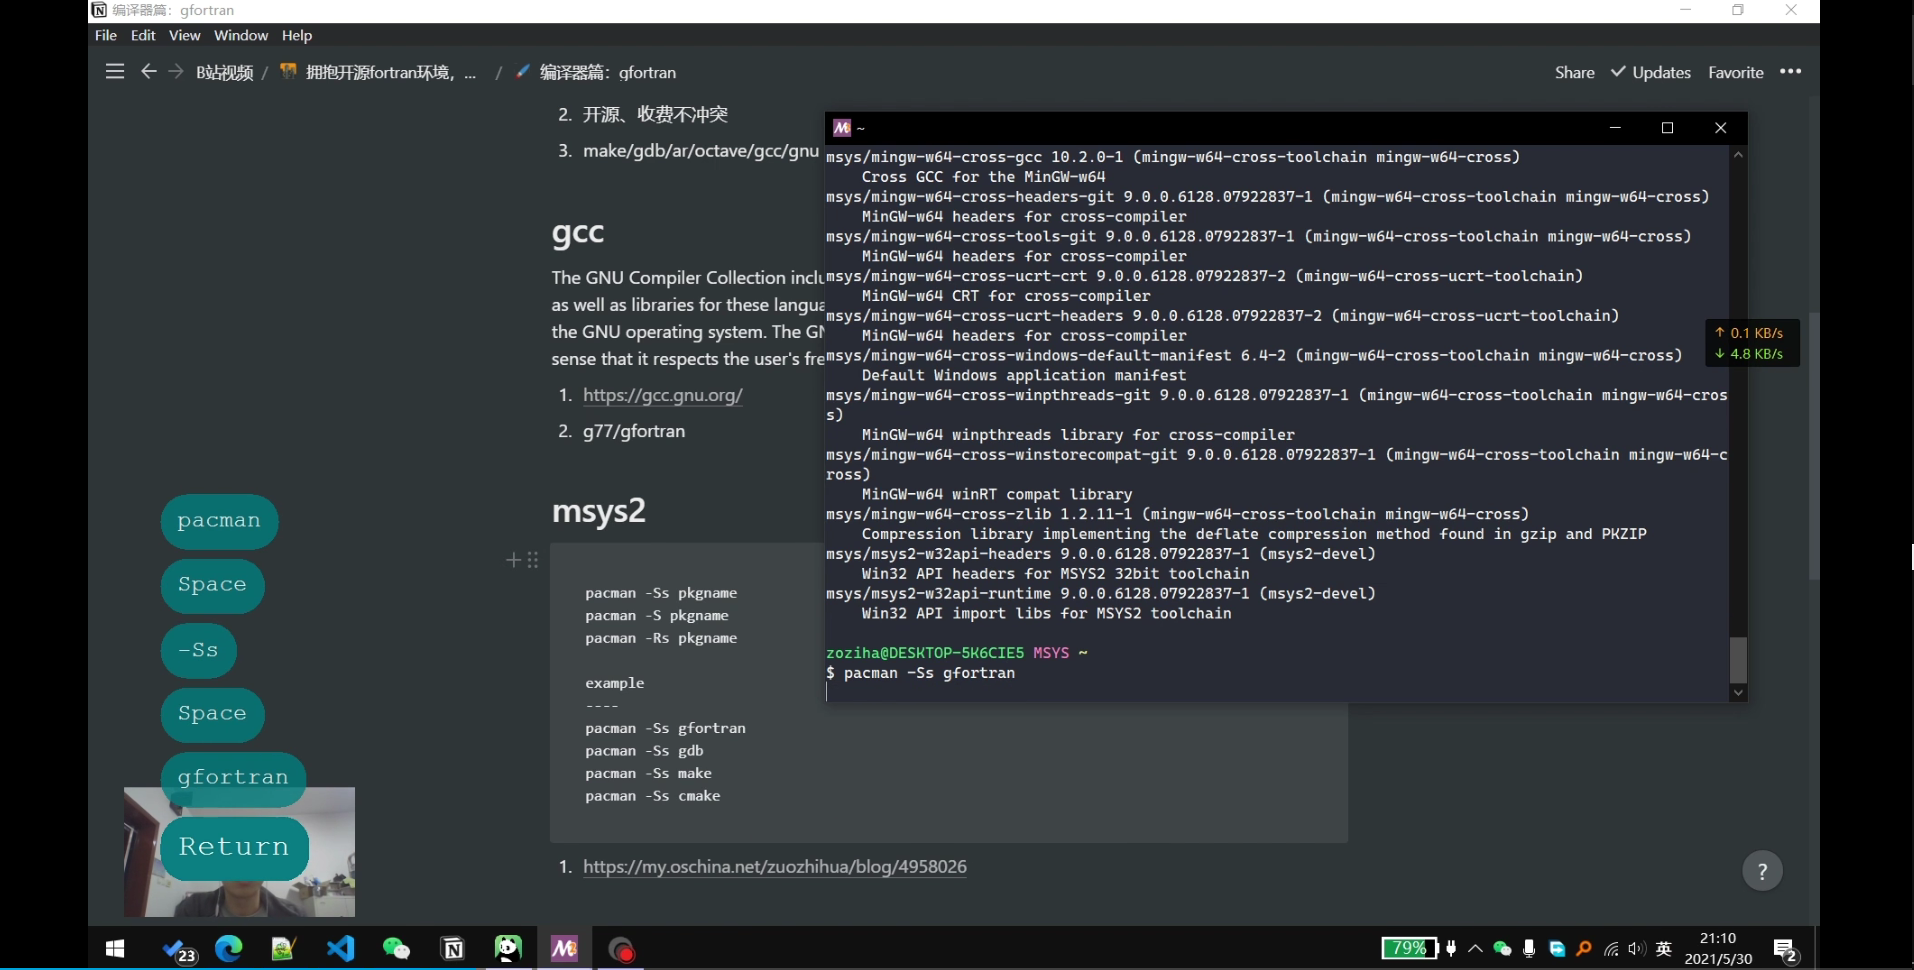 编译器篇：gfortran
File Edit View Window Help
B站视频 / 拥抱开源fortran环境，... / 编译器篇：gfortran
Share Updates Favorite •••
2. 开源、收费不冲突
3. make/gdb/ar/octave/gcc/gnu
gcc
The GNU Compiler Collection inclu
as well as libraries for these langua
the GNU operating system. The GN
sense that it respects the user's fre
1. https://gcc.gnu.org/
2. g77/gfortran
msys2
pacman -Ss pkgname
pacman -S pkgname
pacman -Rs pkgname
example
----
pacman -Ss gfortran
pacman -Ss gdb
pacman -Ss make
pacman -Ss cmake
1. https://my.oschina.net/zuozhihua/blog/4958026
~
msys/mingw-w64-cross-gcc 10.2.0-1 (mingw-w64-cross-toolchain mingw-w64-cross)
Cross GCC for the MinGW-w64
msys/mingw-w64-cross-headers-git 9.0.0.6128.07922837-1 (mingw-w64-cross-toolchain mingw-w64-cross)
MinGW-w64 headers for cross-compiler
msys/mingw-w64-cross-tools-git 9.0.0.6128.07922837-1 (mingw-w64-cross-toolchain mingw-w64-cross)
MinGW-w64 headers for cross-compiler
msys/mingw-w64-cross-ucrt-crt 9.0.0.6128.07922837-2 (mingw-w64-cross-ucrt-toolchain)
MinGW-w64 CRT for cross-compiler
msys/mingw-w64-cross-ucrt-headers 9.0.0.6128.07922837-2 (mingw-w64-cross-ucrt-toolchain)
MinGW-w64 headers for cross-compiler
msys/mingw-w64-cross-windows-default-manifest 6.4-2 (mingw-w64-cross-toolchain mingw-w64-cross)
Default Windows application manifest
msys/mingw-w64-cross-winpthreads-git 9.0.0.6128.07922837-1 (mingw-w64-cross-toolchain mingw-w64-cros
s)
MinGW-w64 winpthreads library for cross-compiler
msys/mingw-w64-cross-winstorecompat-git 9.0.0.6128.07922837-1 (mingw-w64-cross-toolchain mingw-w64-c
ross)
MinGW-w64 winRT compat library
msys/mingw-w64-cross-zlib 1.2.11-1 (mingw-w64-cross-toolchain mingw-w64-cross)
Compression library implementing the deflate compression method found in gzip and PKZIP
msys/msys2-w32api-headers 9.0.0.6128.07922837-1 (msys2-devel)
Win32 API headers for MSYS2 32bit toolchain
msys/msys2-w32api-runtime 9.0.0.6128.07922837-1 (msys2-devel)
Win32 API import libs for MSYS2 toolchain
zoziha@DESKTOP-5K6CIE5 MSYS ~
$ pacman -Ss gfortran
↑ 0.1 KB/s
↓ 4.8 KB/s
pacman
Space
-Ss
Space
gfortran
Return
?
23
79%
英
21:10
2021/5/30
2